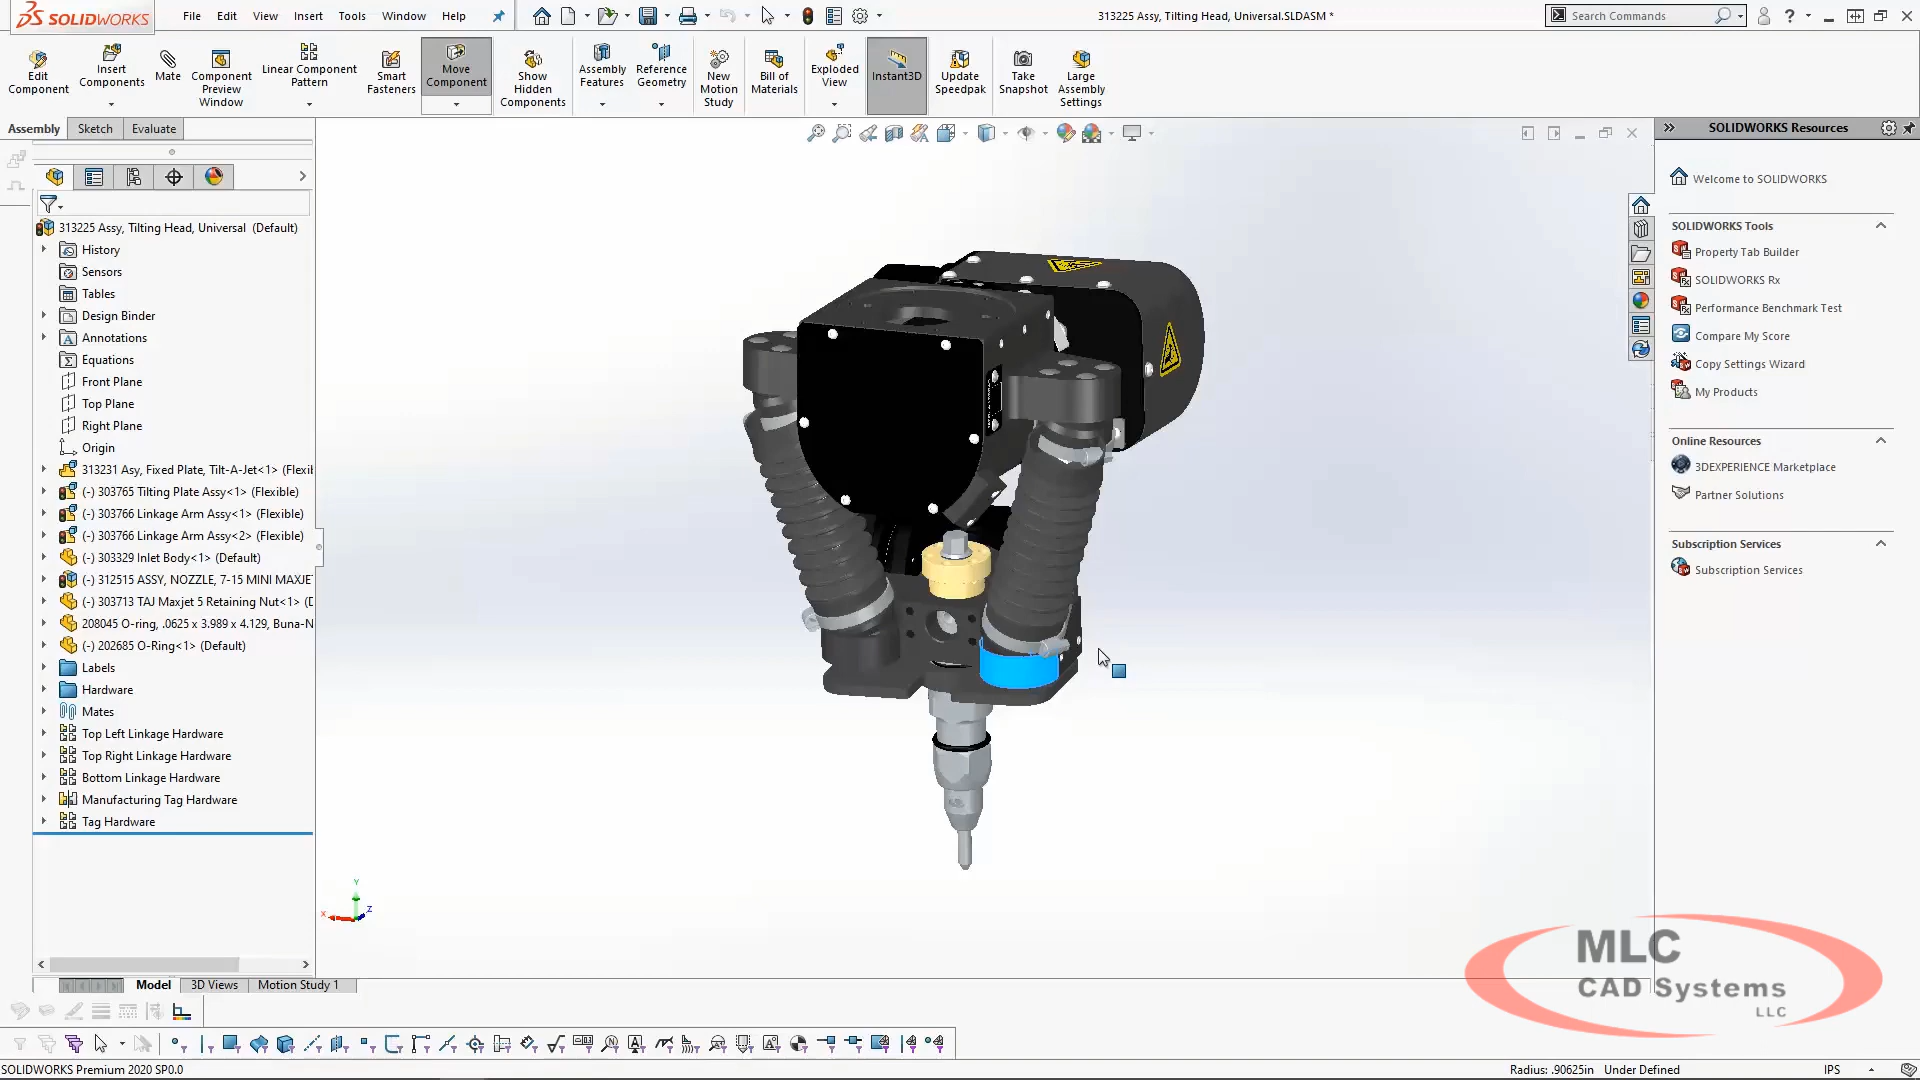 SOLIDWORKS
File Edit View Insert Tools Window Help
313225 Assy, Tilting Head, Universal.SLDASM *
Search Commands
Edit Component
Insert Components
Mate
Component Preview Window
Linear Component Pattern
Smart Fasteners
Move Component
Show Hidden Components
Assembly Features
Reference Geometry
New Motion Study
Bill of Materials
Exploded View
Instant3D
Update Speedpak
Take Snapshot
Large Assembly Settings
Assembly Sketch Evaluate
313225 Assy, Tilting Head, Universal (Default)
History
Sensors
Tables
Design Binder
Annotations
Equations
Front Plane
Top Plane
Right Plane
Origin
313231 Asy, Fixed Plate, Tilt-A-Jet<1> (Flexi
(-) 303765 Tilting Plate Assy<1> (Flexible)
(-) 303766 Linkage Arm Assy<1> (Flexible)
(-) 303766 Linkage Arm Assy<2> (Flexible)
(-) 303329 Inlet Body<1> (Default)
(-) 312515 ASSY, NOZZLE, 7-15 MINI MAXJE
(-) 303713 TAJ Maxjet 5 Retaining Nut<1> (D
208045 O-ring, .0625 x 3.989 x 4.129, Buna-N
(-) 202685 O-Ring<1> (Default)
Labels
Hardware
Mates
Top Left Linkage Hardware
Top Right Linkage Hardware
Bottom Linkage Hardware
Manufacturing Tag Hardware
Tag Hardware
Y
X
Z
Model 3D Views Motion Study 1
SOLIDWORKS Resources
Welcome to SOLIDWORKS
SOLIDWORKS Tools
Property Tab Builder
SOLIDWORKS Rx
Performance Benchmark Test
Compare My Score
Copy Settings Wizard
My Products
Online Resources
3DEXPERIENCE Marketplace
Partner Solutions
Subscription Services
Subscription Services
MLC
CAD Systems
LLC
SOLIDWORKS Premium 2020 SP0.0
Radius: .90625in Under Defined
IPS